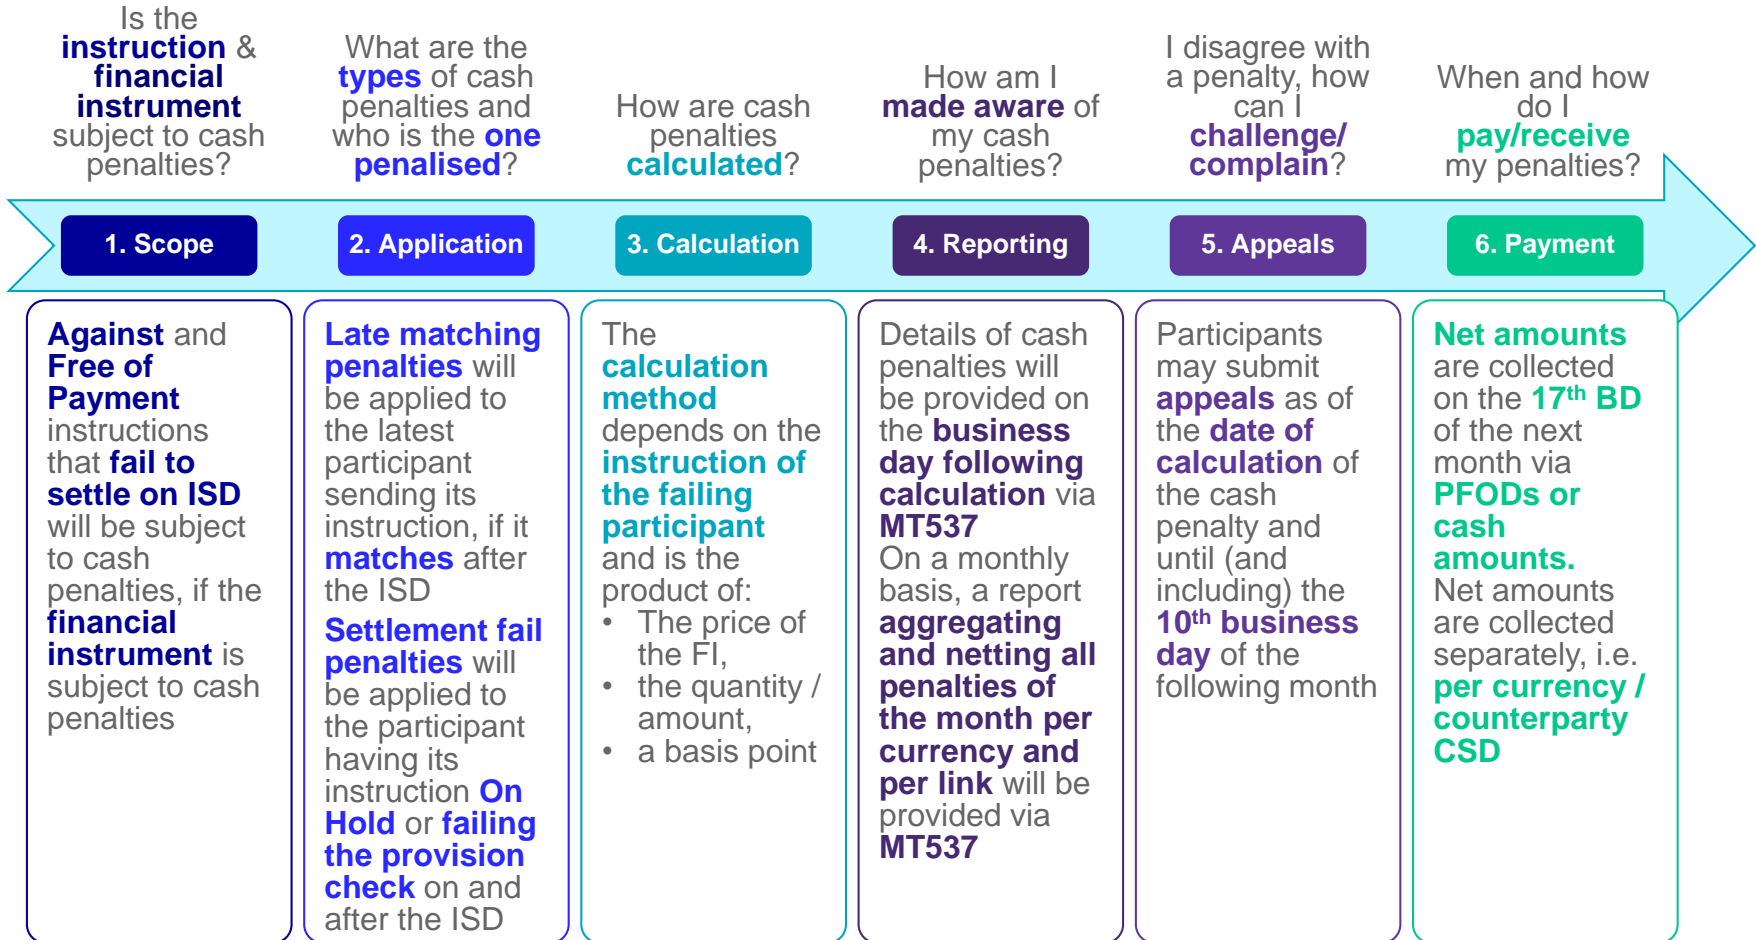 Is the
instruction &
financial
instrument
subject to cash
penalties?
What are the
types of cash
penalties and
who is the one
penalised?
How are cash
penalties
calculated?
How am I
made aware of
my cash
penalties?
I disagree with
a penalty, how
can I
challenge/
complain?
When and how
do I
pay/receive
my penalties?
1. Scope
2. Application
3. Calculation
4. Reporting
5. Appeals
6. Payment
Against and
Free of
Payment
instructions
that fail to
settle on ISD
will be subject
to cash
penalties, if the
financial
instrument is
subject to cash
penalties
Late matching
penalties will
be applied to
the latest
participant
sending its
instruction, if it
matches after
the ISD
Settlement fail
penalties will
be applied to
the participant
having its
instruction On
Hold or failing
the provision
check on and
after the ISD
The
calculation
method
depends on the
instruction of
the failing
participant
and is the
product of:
• The price of
the FI,
• the quantity /
amount,
• a basis point
Details of cash
penalties will
be provided on
the business
day following
calculation via
MT537
On a monthly
basis, a report
aggregating
and netting all
penalties of
the month per
currency and
per link will be
provided via
MT537
Participants
may submit
appeals as of
the date of
calculation of
the cash
penalty and
until (and
including) the
10th business
day of the
following month
Net amounts
are collected
on the 17th BD
of the next
month via
PFODs or
cash
amounts.
Net amounts
are collected
separately, i.e.
per currency /
counterparty
CSD